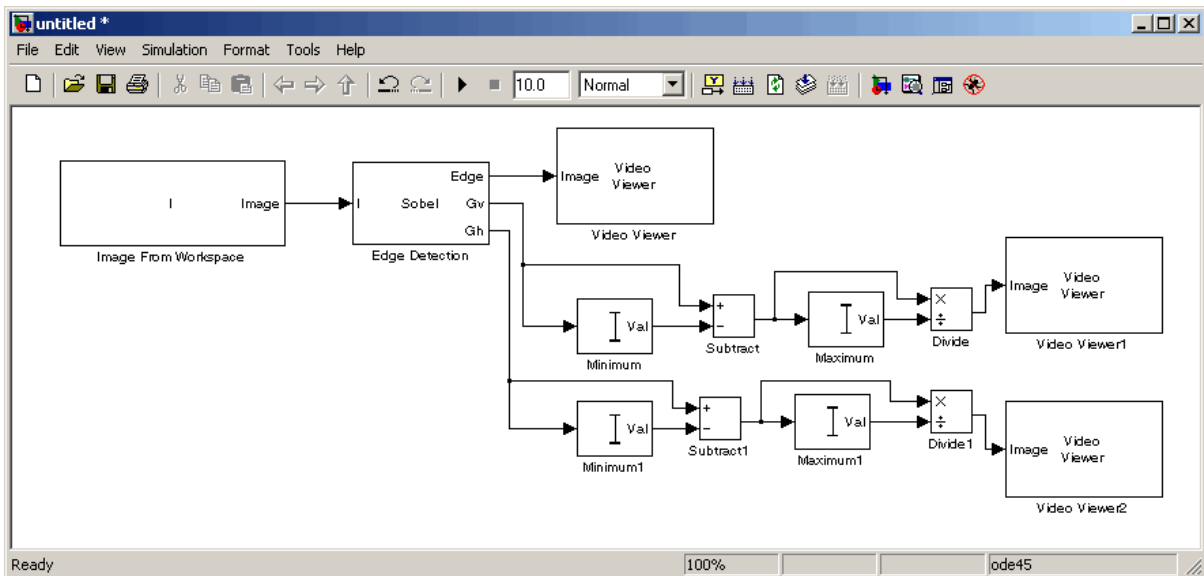 untitled *
File Edit View Simulation Format Tools Help
10.0 Normal
I Image
Image From Workspace
I Sobel Edge Gv Gh
Edge Detection
Image Video Viewer
Video Viewer
Val
Minimum
+
−
Subtract
Val
Maximum
×
÷
Divide
Image Video Viewer
Video Viewer1
Val
Minimum1
+
−
Subtract1
Val
Maximum1
×
÷
Divide1
Image Video Viewer
Video Viewer2
Ready 100% ode45